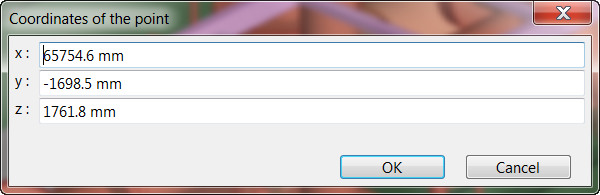 Coordinates of the point
x: 65754.6 mm
y: -1698.5 mm
z: 1761.8 mm
OK Cancel